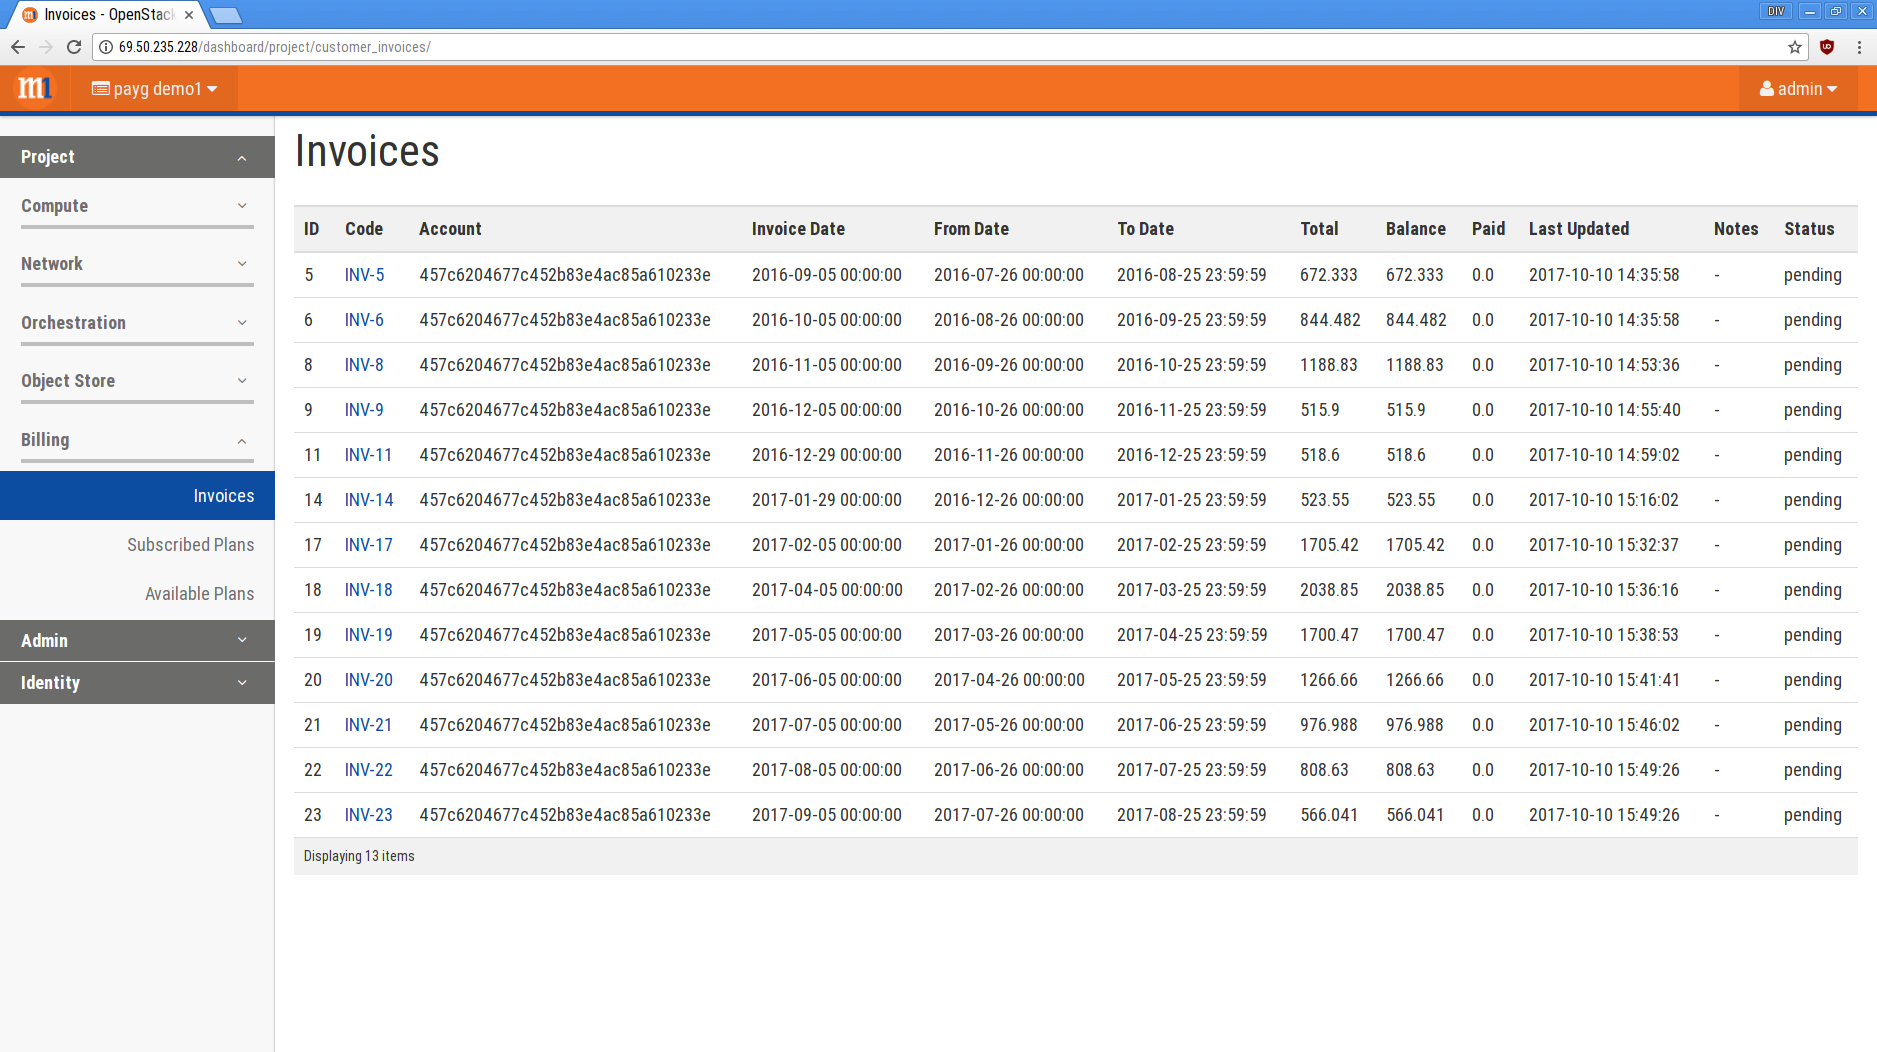 Invoices - OpenStack
DIV
69.50.235.228/dashboard/project/customer_invoices/
m1 payg demo1 admin
Project
Compute
Network
Orchestration
Object Store
Billing
Invoices
Subscribed Plans
Available Plans
Admin
Identity
Invoices
ID Code Account Invoice Date From Date To Date Total Balance Paid Last Updated Notes Status
5 INV-5 457c6204677c452b83e4ac85a610233e 2016-09-05 00:00:00 2016-07-26 00:00:00 2016-08-25 23:59:59 672.333 672.333 0.0 2017-10-10 14:35:58 - pending
6 INV-6 457c6204677c452b83e4ac85a610233e 2016-10-05 00:00:00 2016-08-26 00:00:00 2016-09-25 23:59:59 844.482 844.482 0.0 2017-10-10 14:35:58 - pending
8 INV-8 457c6204677c452b83e4ac85a610233e 2016-11-05 00:00:00 2016-09-26 00:00:00 2016-10-25 23:59:59 1188.83 1188.83 0.0 2017-10-10 14:53:36 - pending
9 INV-9 457c6204677c452b83e4ac85a610233e 2016-12-05 00:00:00 2016-10-26 00:00:00 2016-11-25 23:59:59 515.9 515.9 0.0 2017-10-10 14:55:40 - pending
11 INV-11 457c6204677c452b83e4ac85a610233e 2016-12-29 00:00:00 2016-11-26 00:00:00 2016-12-25 23:59:59 518.6 518.6 0.0 2017-10-10 14:59:02 - pending
14 INV-14 457c6204677c452b83e4ac85a610233e 2017-01-29 00:00:00 2016-12-26 00:00:00 2017-01-25 23:59:59 523.55 523.55 0.0 2017-10-10 15:16:02 - pending
17 INV-17 457c6204677c452b83e4ac85a610233e 2017-02-05 00:00:00 2017-01-26 00:00:00 2017-02-25 23:59:59 1705.42 1705.42 0.0 2017-10-10 15:32:37 - pending
18 INV-18 457c6204677c452b83e4ac85a610233e 2017-04-05 00:00:00 2017-02-26 00:00:00 2017-03-25 23:59:59 2038.85 2038.85 0.0 2017-10-10 15:36:16 - pending
19 INV-19 457c6204677c452b83e4ac85a610233e 2017-05-05 00:00:00 2017-03-26 00:00:00 2017-04-25 23:59:59 1700.47 1700.47 0.0 2017-10-10 15:38:53 - pending
20 INV-20 457c6204677c452b83e4ac85a610233e 2017-06-05 00:00:00 2017-04-26 00:00:00 2017-05-25 23:59:59 1266.66 1266.66 0.0 2017-10-10 15:41:41 - pending
21 INV-21 457c6204677c452b83e4ac85a610233e 2017-07-05 00:00:00 2017-05-26 00:00:00 2017-06-25 23:59:59 976.988 976.988 0.0 2017-10-10 15:46:02 - pending
22 INV-22 457c6204677c452b83e4ac85a610233e 2017-08-05 00:00:00 2017-06-26 00:00:00 2017-07-25 23:59:59 808.63 808.63 0.0 2017-10-10 15:49:26 - pending
23 INV-23 457c6204677c452b83e4ac85a610233e 2017-09-05 00:00:00 2017-07-26 00:00:00 2017-08-25 23:59:59 566.041 566.041 0.0 2017-10-10 15:49:26 - pending
Displaying 13 items